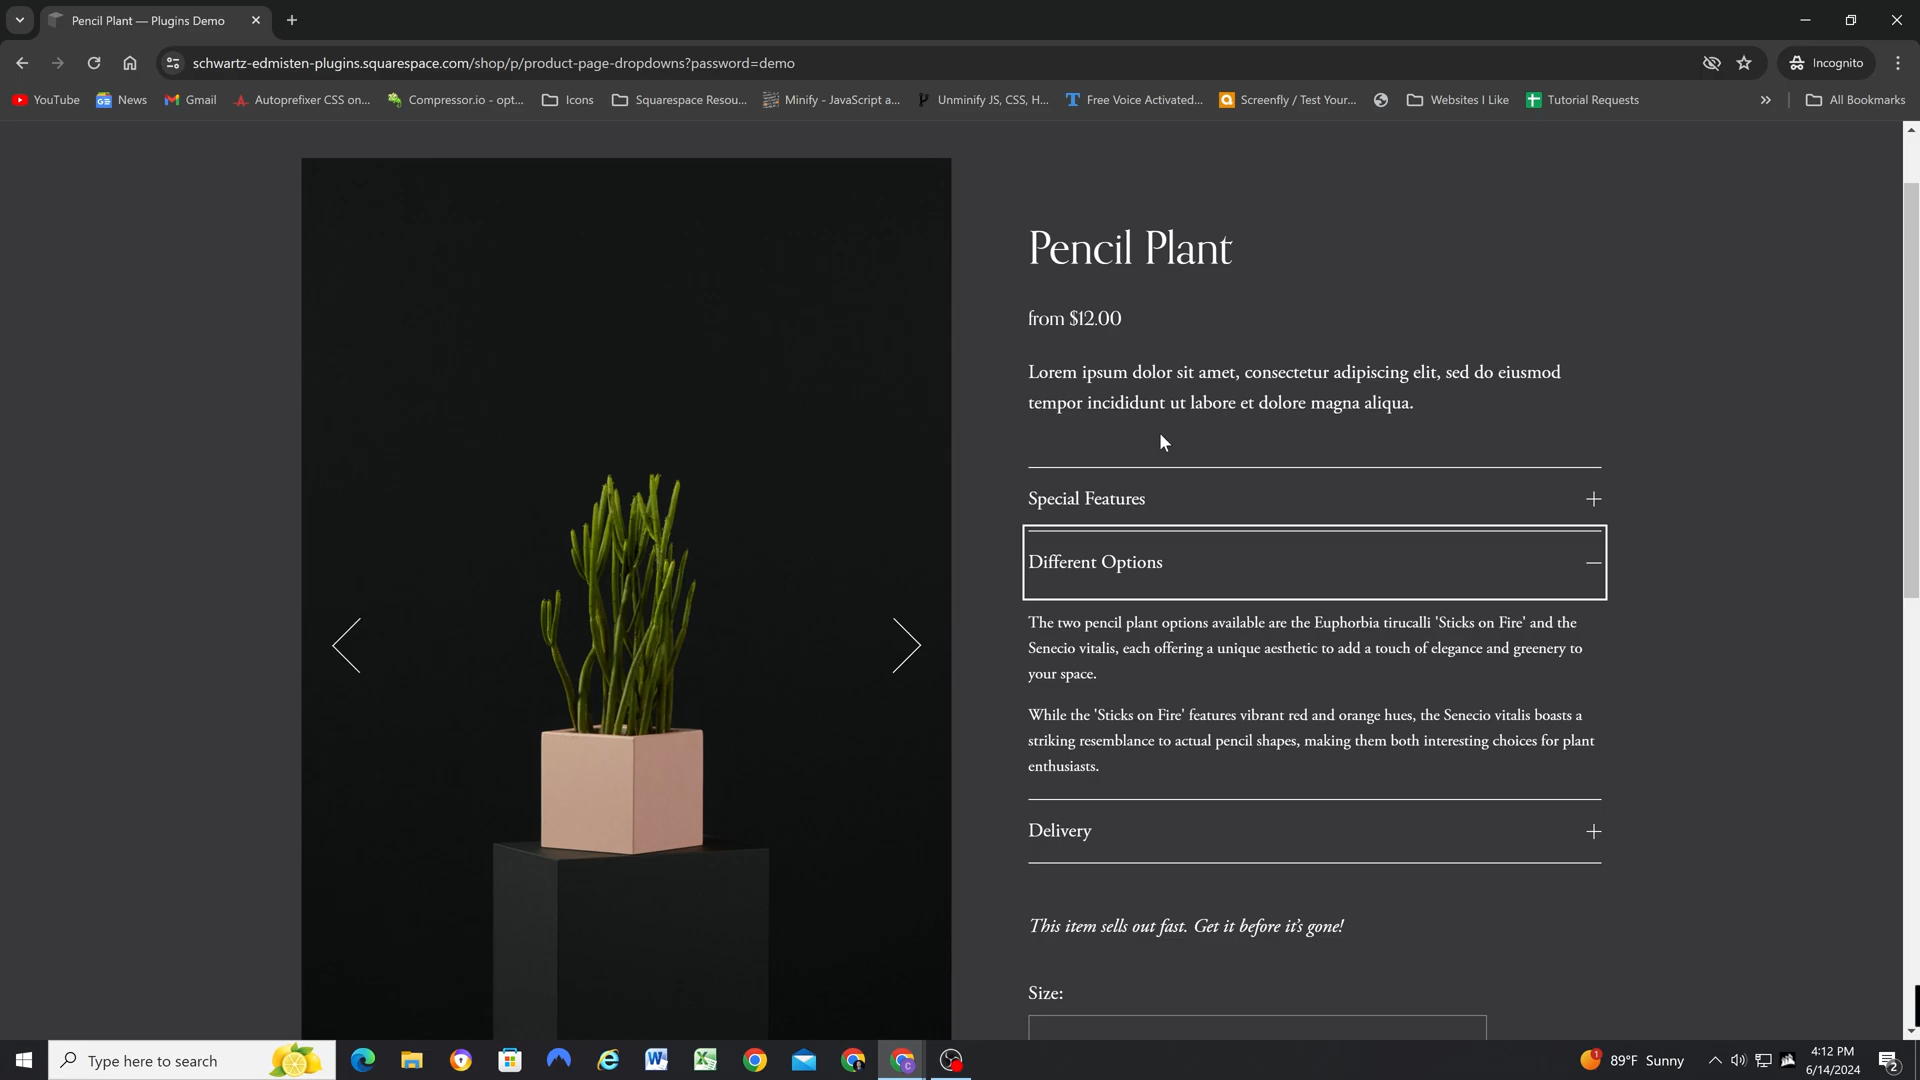 Pencil Plant — Plugins Demo
schwartz-edmisten-plugins.squarespace.com/shop/p/product-page-dropdowns?password=demo
Incognito
YouTube
News
Gmail
Autoprefixer CSS on...
Compressor.io - opt...
Icons
Squarespace Resou...
Minify - JavaScript a...
Unminify JS, CSS, H...
Free Voice Activated...
Screenfly / Test Your...
Websites I Like
Tutorial Requests
All Bookmarks
Pencil Plant
from $12.00
Lorem ipsum dolor sit amet, consectetur adipiscing elit, sed do eiusmod
tempor incididunt ut labore et dolore magna aliqua.
Special Features
Different Options
The two pencil plant options available are the Euphorbia tirucalli 'Sticks on Fire' and the
Senecio vitalis, each offering a unique aesthetic to add a touch of elegance and greenery to
your space.
While the 'Sticks on Fire' features vibrant red and orange hues, the Senecio vitalis boasts a
striking resemblance to actual pencil shapes, making them both interesting choices for plant
enthusiasts.
Delivery
This item sells out fast. Get it before it's gone!
Size:
Type here to search
89°F Sunny
4:12 PM
6/14/2024
2